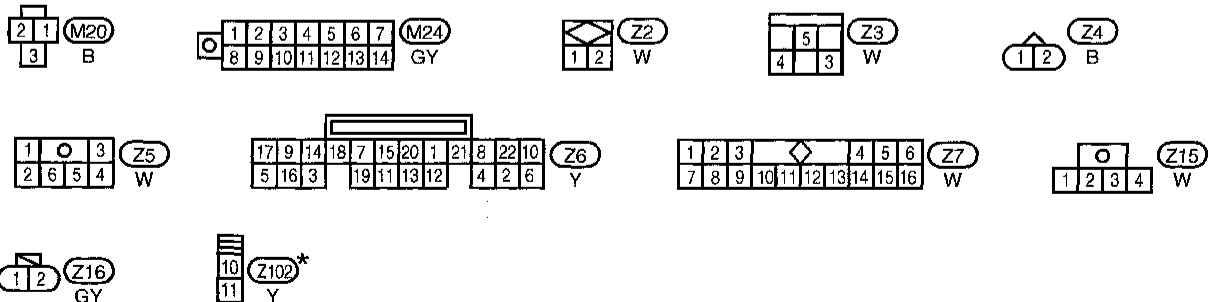 2 1 M20
3 B
1 2 3 4 5 6 7 M24
8 9 10 11 12 13 14 GY
Z2
1 2 W
5 Z3
4 3 W
Z4
1 2 B
1 3 Z5
2 6 5 4 W
17 9 14 18 7 15 20 1 21 8 22 10 Z6
5 16 3 19 11 13 12 4 2 6 Y
1 2 3 4 5 6 Z7
7 8 9 10 11 12 13 14 15 16 W
Z15
1 2 3 4 W
1 2 Z16
GY
10 Z102*
11 Y